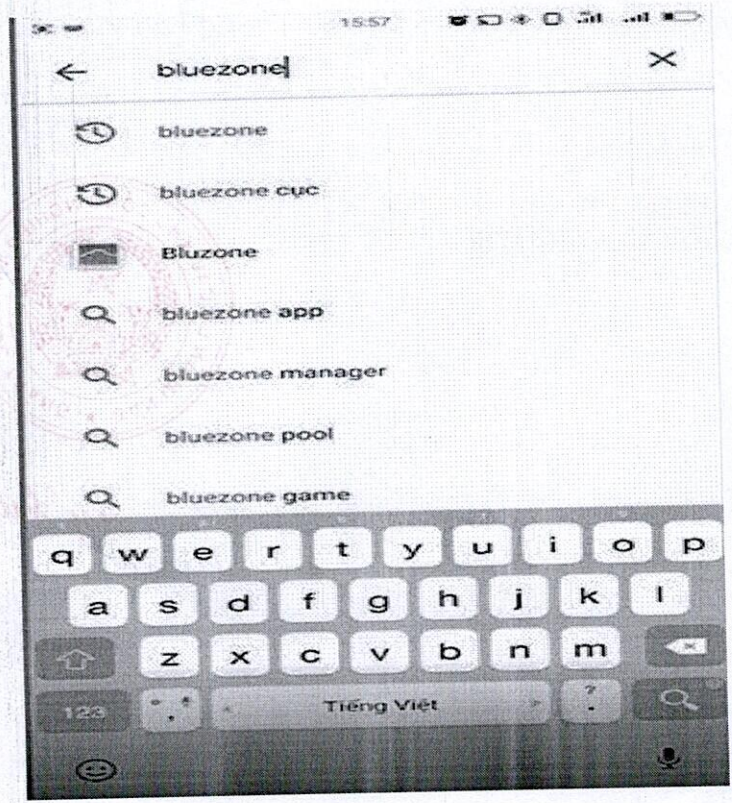 15:57
bluezone
bluezone
bluezone cục
Bluzone
bluezone app
bluezone manager
bluezone pool
bluezone game
q w e r t y u i o p
a s d f g h j k l
z x c v b n m
123 , Tiếng Việt ? .